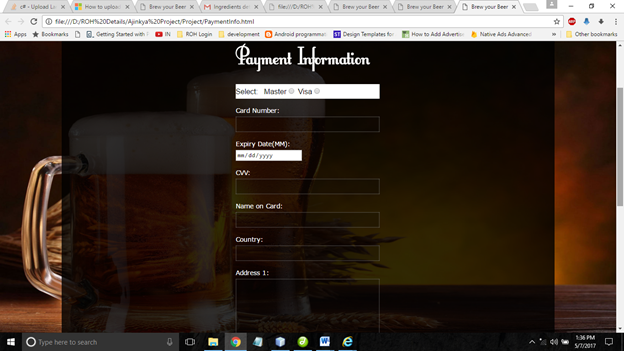 c# - Upload Lo
How to upload
Brew your Beer
Ingredients de
file:///D:/ROH
Brew your Beer
Brew your Beer
Brew your Beer
file:///D:/ROH%20Details/Ajinkya%20Project/Project/PaymentInfo.html
Apps Bookmarks Getting Started with IN ROH Login development Android programmin Design Templates for How to Add Advertis Native Ads Advanced » Other bookmarks
Payment Information
Select: Master Visa
Card Number:
Expiry Date(MM):
mm/dd/yyyy
CVV:
Name on Card:
Country:
Address 1:
Type here to search
1:36 PM
5/7/2017